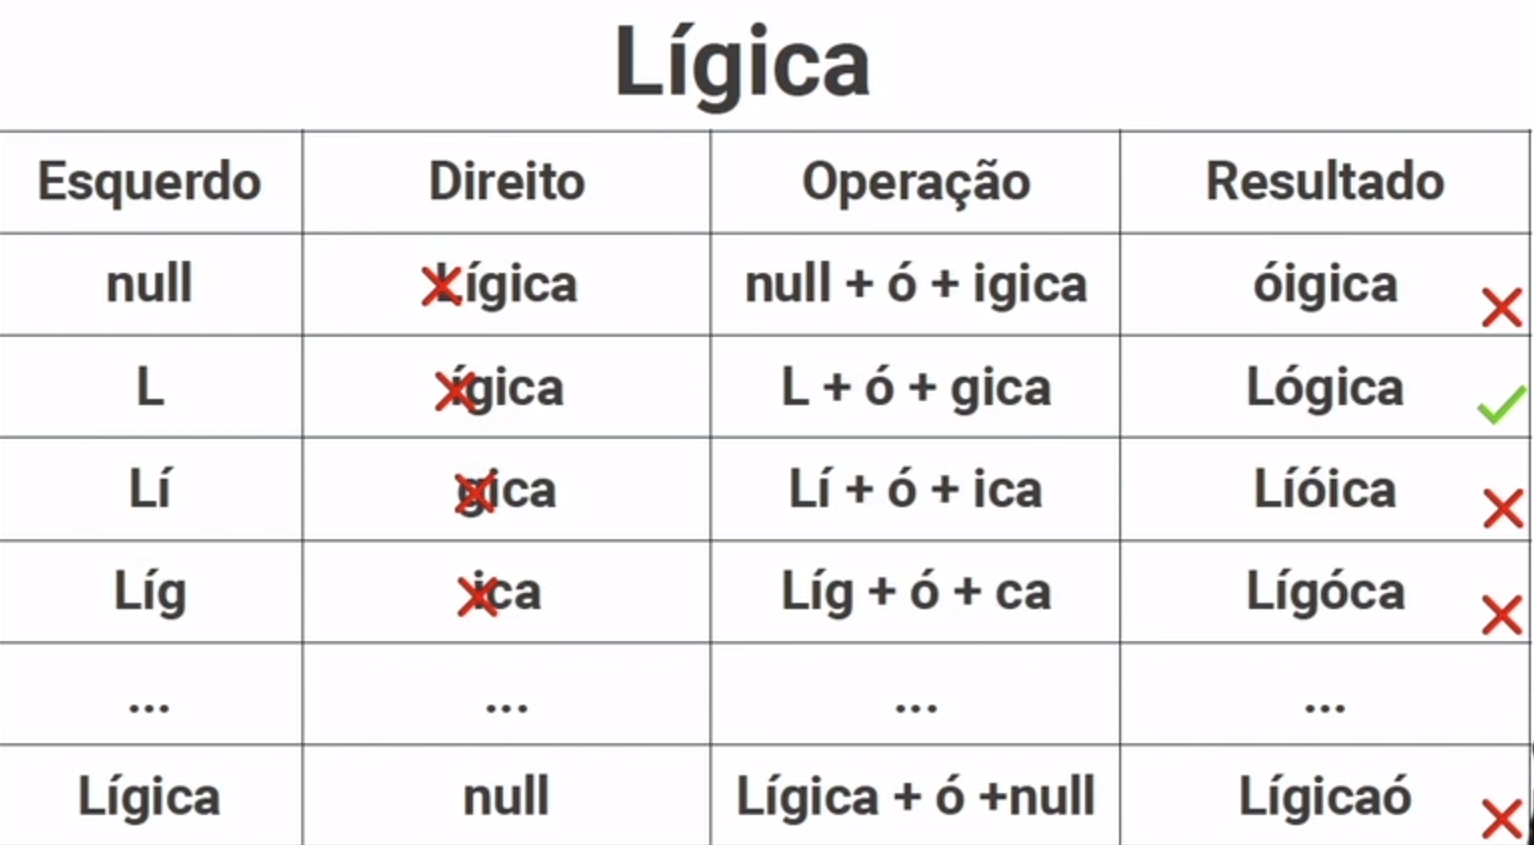 Lígica
Esquerdo Direito Operação Resultado
null Lígica null + ó + igica óigica
L ígica L + ó + gica Lógica
Lí gica Lí + ó + ica Líóica
Líg ica Líg + ó + ca Lígóca
... ... ... ...
Lígica null Lígica + ó +null Lígicaó